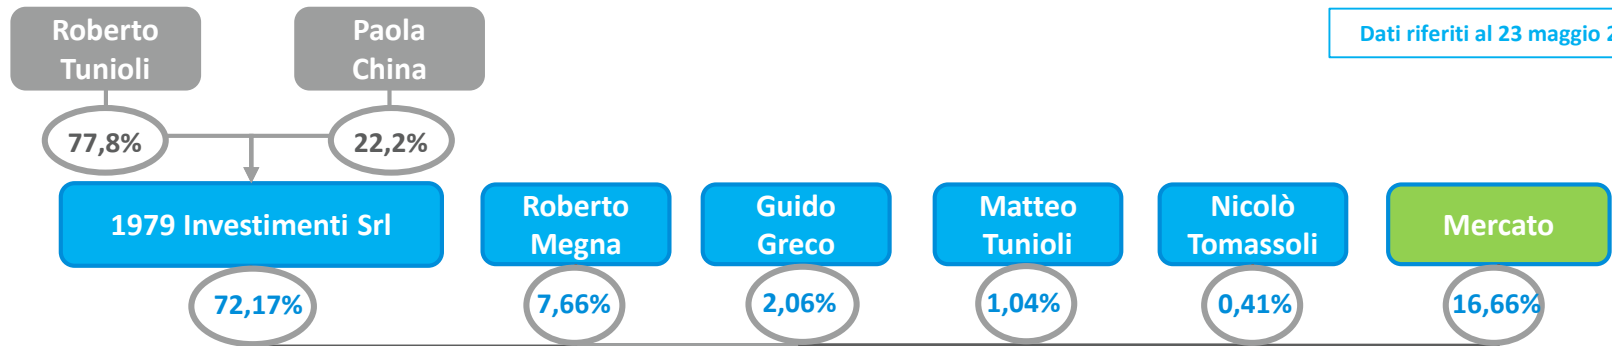 Roberto
Tunioli
Paola
China
Dati riferiti al 23 maggio
77,8%
22,2%
1979 Investimenti Srl
Roberto
Megna
Guido
Greco
Matteo
Tunioli
Nicolò
Tomassoli
Mercato
72,17%
7,66%
2,06%
1,04%
0,41%
16,66%